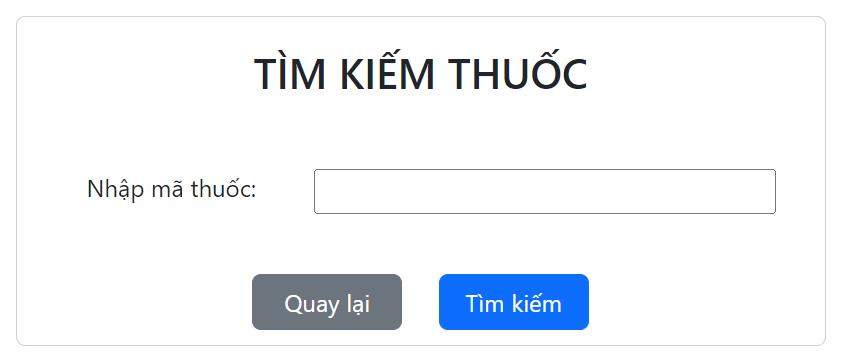 TÌM KIẾM THUỐC
Nhập mã thuốc:
Quay lại Tìm kiếm